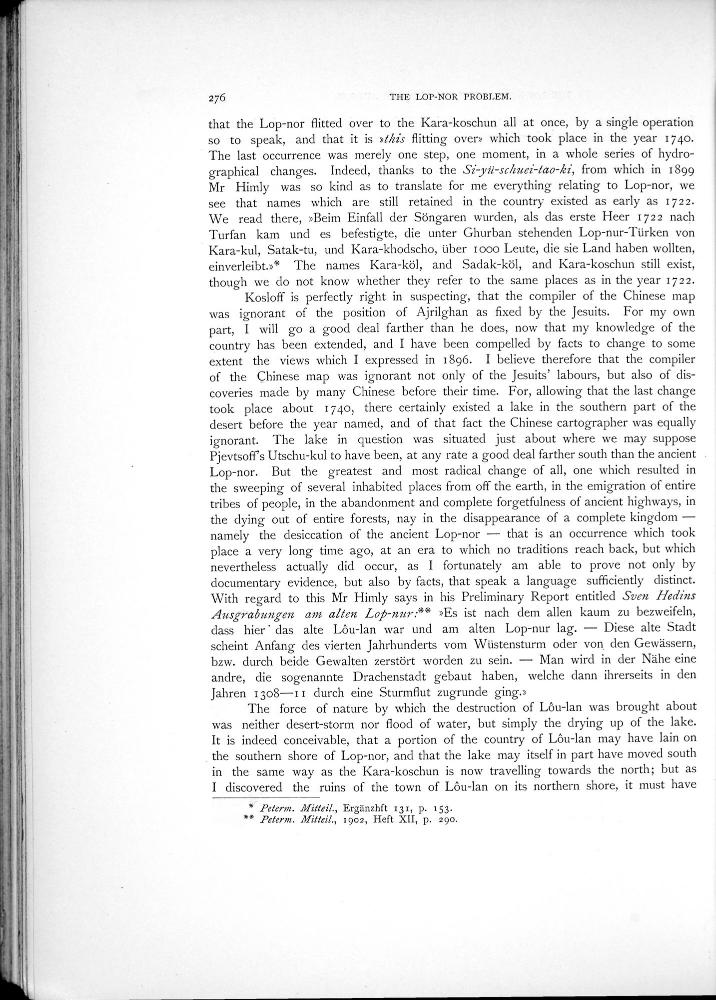 276
THE LOP-NOR PROBLEM.
that the Lop-nor flitted over to the Kara-koschun all at once, by a single operation
so to speak, and that it is »this flitting over» which took place in the year 1740.
The last occurrence was merely one step, one moment, in a whole series of hydro-
graphical changes. Indeed, thanks to the Si-yü-schuei-tao-ki, from which in 1899
Mr Himly was so kind as to translate for me everything relating to Lop-nor, we
see that names which are still retained in the country existed as early as 1722.
We read there, »Beim Einfall der Söngaren wurden, als das erste Heer 1722 nach
Turfan kam und es befestigte, die unter Ghurban stehenden Lop-nur-Türken von
Kara-kul, Satak-tu, und Kara-khodscho, über 1000 Leute, die sie Land haben wollten,
einverleibt.»* The names Kara-köl, and Sadak-köl, and Kara-koschun still exist,
though we do not know whether they refer to the same places as in the year 1722.
Kosloff is perfectly right in suspecting, that the compiler of the Chinese map
was ignorant of the position of Ajrilghan as fixed by the Jesuits. For my own
part, I will go a good deal farther than he does, now that my knowledge of the
country has been extended, and I have been compelled by facts to change to some
extent the views which I expressed in 1896. I believe therefore that the compiler
of the Chinese map was ignorant not only of the Jesuits' labours, but also of dis-
coveries made by many Chinese before their time. For, allowing that the last change
took place about 1740, there certainly existed a lake in the southern part of the
desert before the year named, and of that fact the Chinese cartographer was equally
ignorant. The lake in question was situated just about where we may suppose
Pjevtsoff's Utschu-kul to have been, at any rate a good deal farther south than the ancient
Lop-nor. But the greatest and most radical change of all, one which resulted in
the sweeping of several inhabited places from off the earth, in the emigration of entire
tribes of people, in the abandonment and complete forgetfulness of ancient highways, in
the dying out of entire forests, nay in the disappearance of a complete kingdom —
namely the desiccation of the ancient Lop-nor — that is an occurrence which took
place a very long time ago, at an era to which no traditions reach back, but which
nevertheless actually did occur, as I fortunately am able to prove not only by
documentary evidence, but also by facts, that speak a language sufficiently distinct.
With regard to this Mr Himly says in his Preliminary Report entitled Sven Hedins
Ausgrabungen am alten Lop-nur:** »Es ist nach dem allen kaum zu bezweifeln,
dass hier das alte Lôu-lan war und am alten Lop-nur lag. — Diese alte Stadt
scheint Anfang des vierten Jahrhunderts vom Wüstensturm oder von den Gewässern,
bzw. durch beide Gewalten zerstört worden zu sein. — Man wird in der Nähe eine
andre, die sogenannte Drachenstadt gebaut haben, welche dann ihrerseits in den
Jahren 1308—11 durch eine Sturmflut zugrunde ging.»
The force of nature by which the destruction of Lôu-lan was brought about
was neither desert-storm nor flood of water, but simply the drying up of the lake.
It is indeed conceivable, that a portion of the country of Lôu-lan may have lain on
the southern shore of Lop-nor, and that the lake may itself in part have moved south
in the same way as the Kara-koschun is now travelling towards the north; but as
I discovered the ruins of the town of Lôu-lan on its northern shore, it must have
* Peterm. Mitteil., Ergänzhft 131, p. 153.
** Peterm. Mitteil., 1902, Heft XII, p. 290.